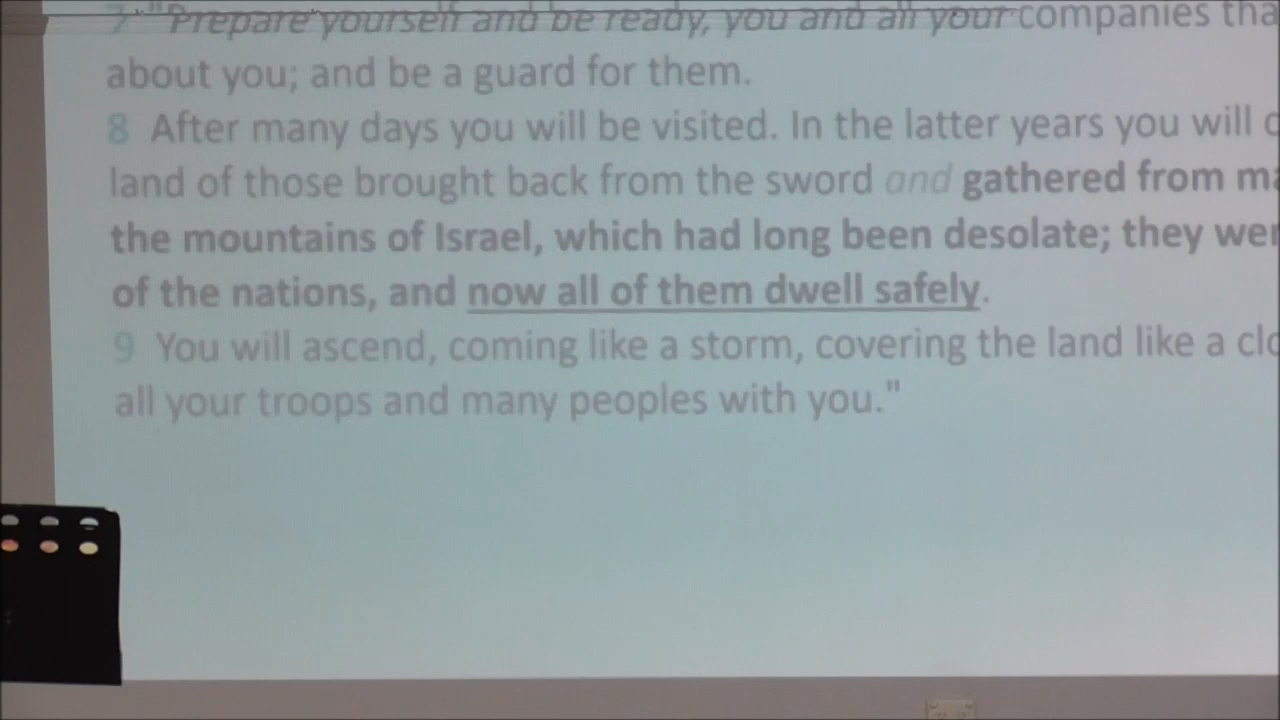 7 "Prepare yourself and be ready, you and all your companies
about you; and be a guard for them.
8 After many days you will be visited. In the latter years you will
land of those brought back from the sword and gathered from
the mountains of Israel, which had long been desolate; they
of the nations, and now all of them dwell safely.
9 You will ascend, coming like a storm, covering the land like a
all your troops and many peoples with you."